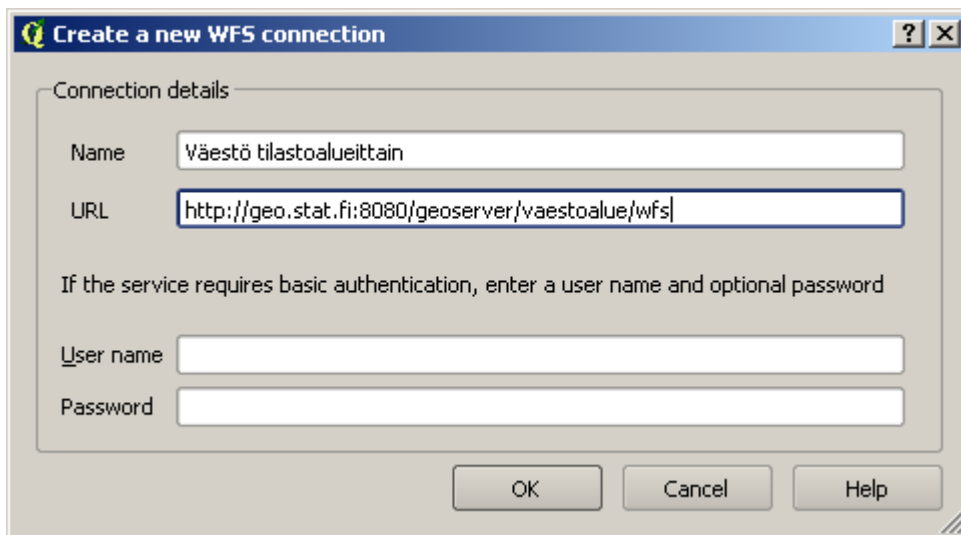 Create a new WFS connection
Connection details
Name Väestö tilastoalueittain
URL http://geo.stat.fi:8080/geoserver/vaestoalue/wfs
If the service requires basic authentication, enter a user name and optional password
User name
Password
OK Cancel Help